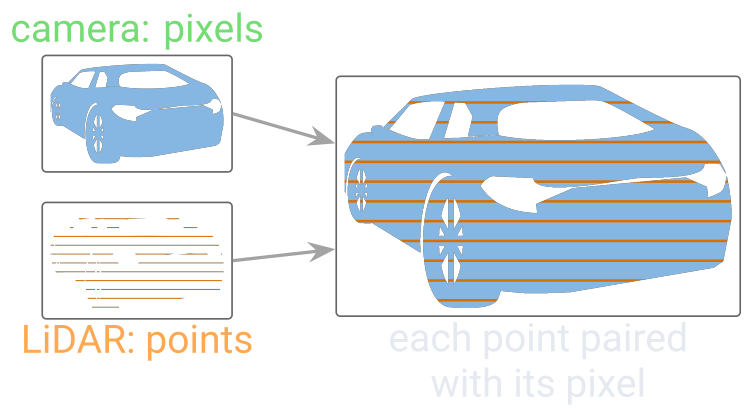 camera: pixels
LiDAR: points
each point paired
with its pixel